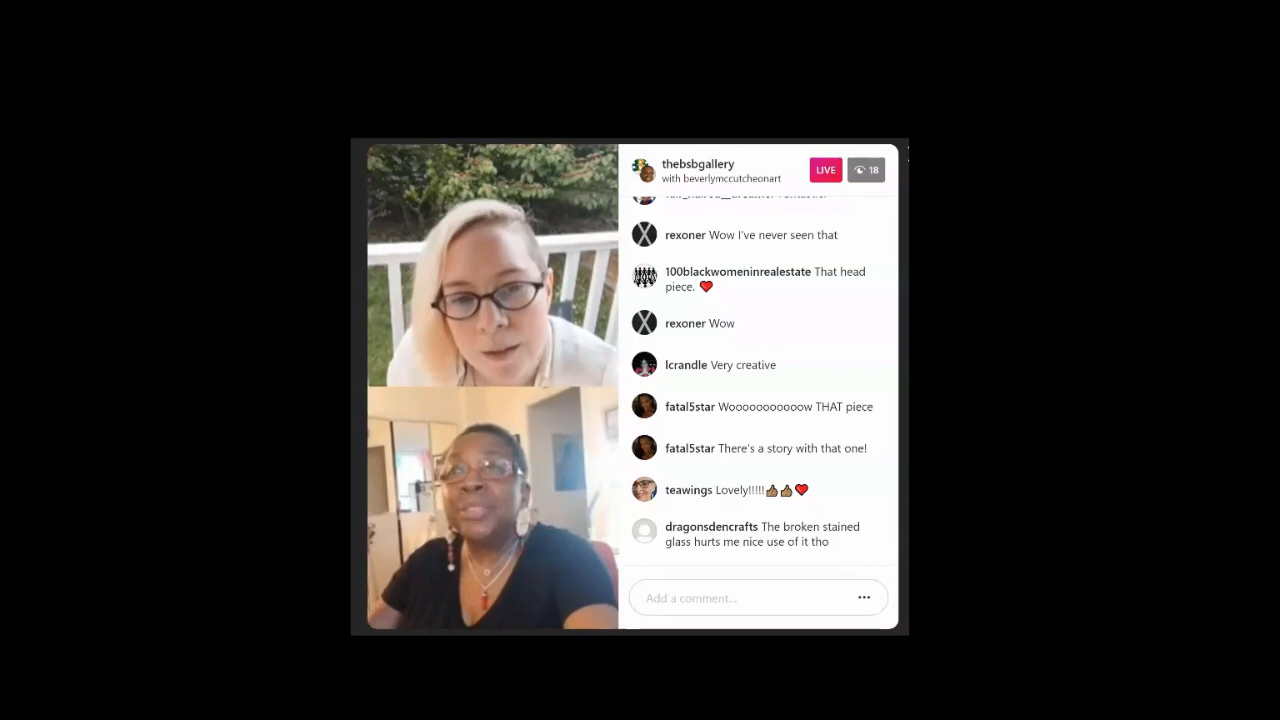 thebsbgallery
with beverlymccutcheonart
LIVE
18
rexoner Wow I've never seen that
100blackwomeninrealestate That head
piece. ❤️
rexoner Wow
lcrandle Very creative
fatal5star Wooooooooooow THAT piece
fatal5star There's a story with that one!
teawings Lovely!!!!!👍🏽👍🏽❤️
dragonsdencrafts The broken stained
glass hurts me nice use of it tho
Add a comment...